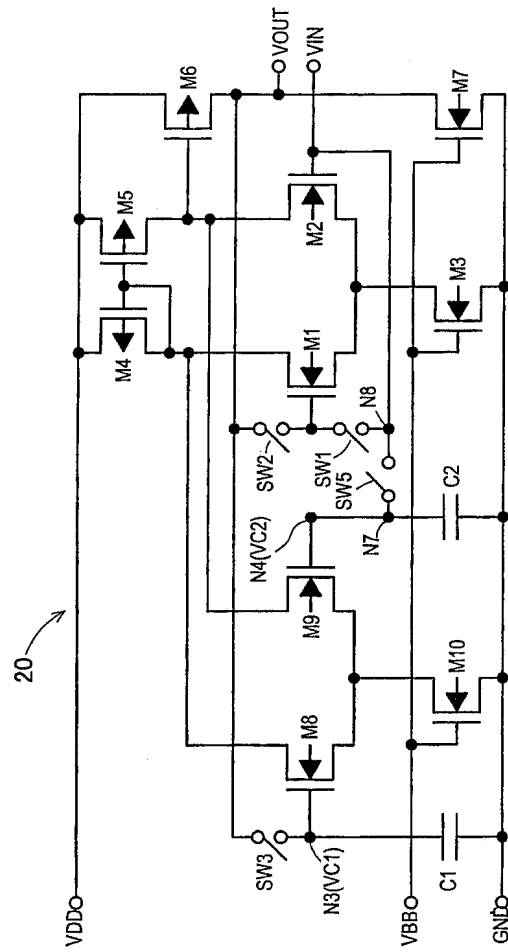 20
VDD
M4
M5
M6
VOUT
VIN
SW2
M1
M2
N4(VC2)
SW1
N8
SW3
M8
M9
SW5
N7
N3(VC1)
M10
M3
M7
C1
C2
VBB
GND